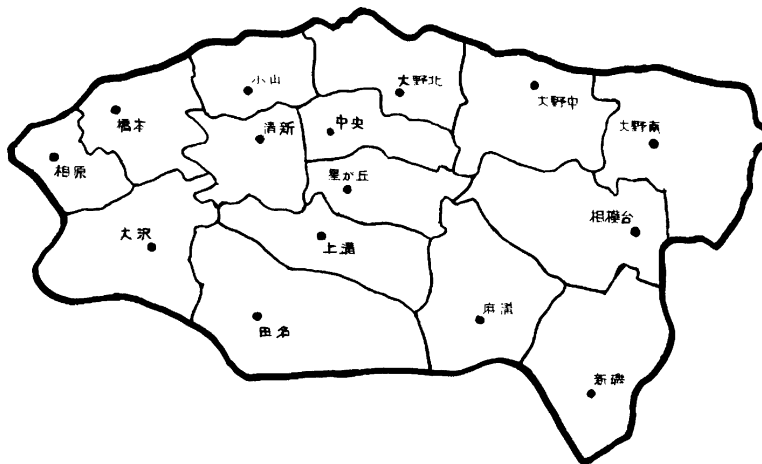 小山
大野北
大野中
橋本
清新
中央
大野南
相原
星が丘
相模台
大沢
上溝
田名
麻溝
新磯